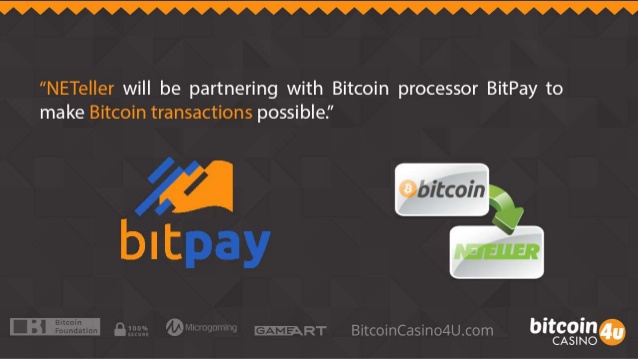 “NETeller will be partnering with Bitcoin processor BitPay to
make Bitcoin transactions possible.”
bitpay
bitcoin
NETELLER
Bitcoin
Foundation
100%
SECURE
Microgaming
GAMEART
BitcoinCasino4U.com
bitcoin 4u
CASINO